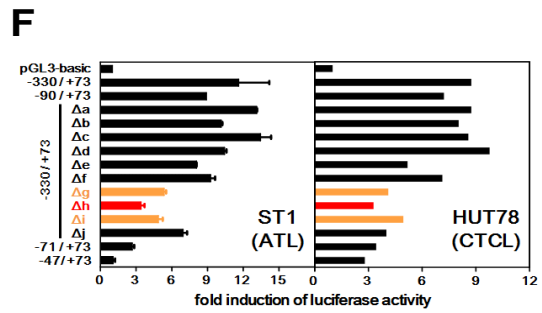 F
pGL3-basic
-330/+73
-90/+73
Δa
Δb
Δc
Δd
Δe
Δf
Δg
Δh
Δi
Δj
-330/+73
-71/+73
-47/+73
ST1
(ATL)
HUT78
(CTCL)
0 3 6 9 12 15 0 3 6 9 12
fold induction of luciferase activity